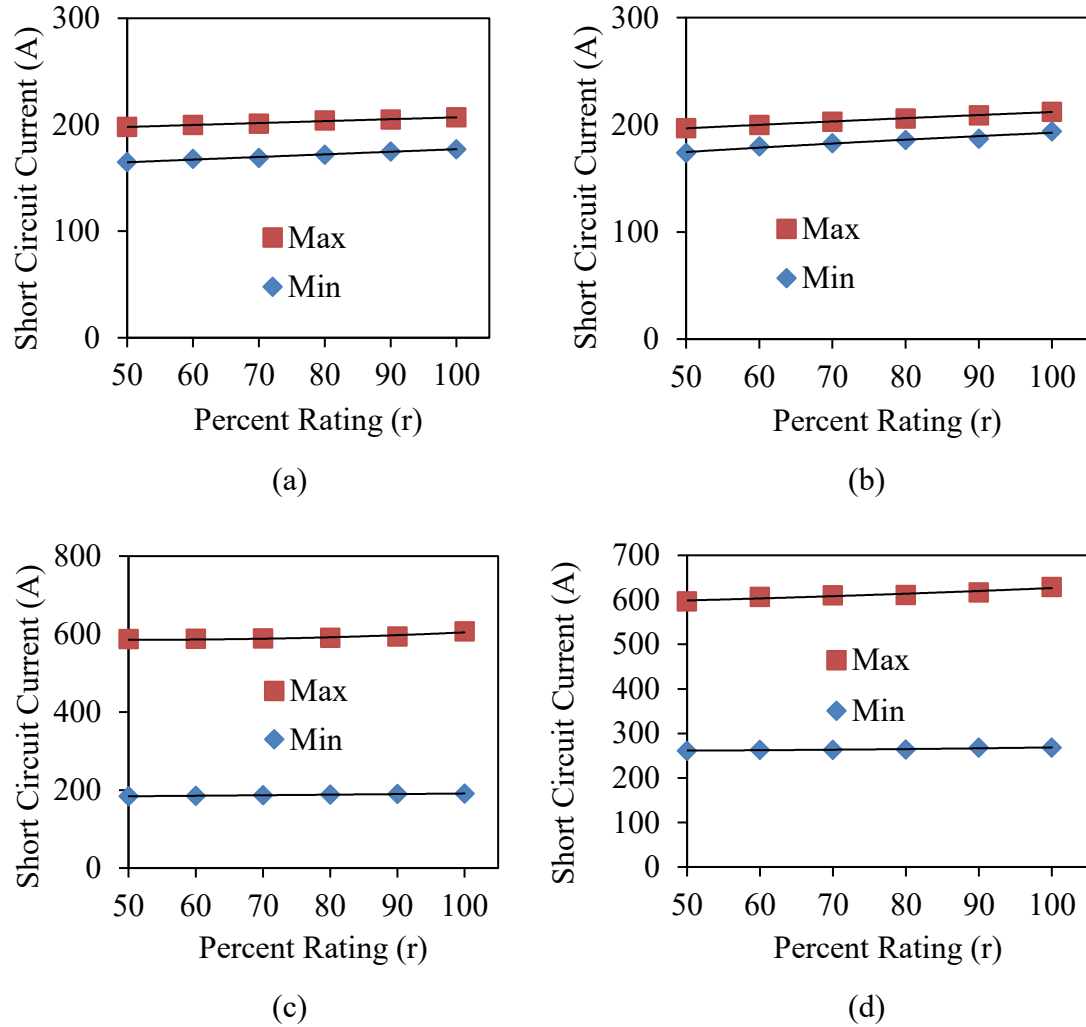 Short Circuit Current (A)
300
200
100
0
Max
Min
50 60 70 80 90 100
Percent Rating (r)
(a)
Short Circuit Current (A)
300
200
100
0
Max
Min
50 60 70 80 90 100
Percent Rating (r)
(b)
Short Circuit Current (A)
800
600
400
200
0
Max
Min
50 60 70 80 90 100
Percent Rating (r)
(c)
Short Circuit Current (A)
700
600
500
400
300
200
100
0
Max
Min
50 60 70 80 90 100
Percent Rating (r)
(d)